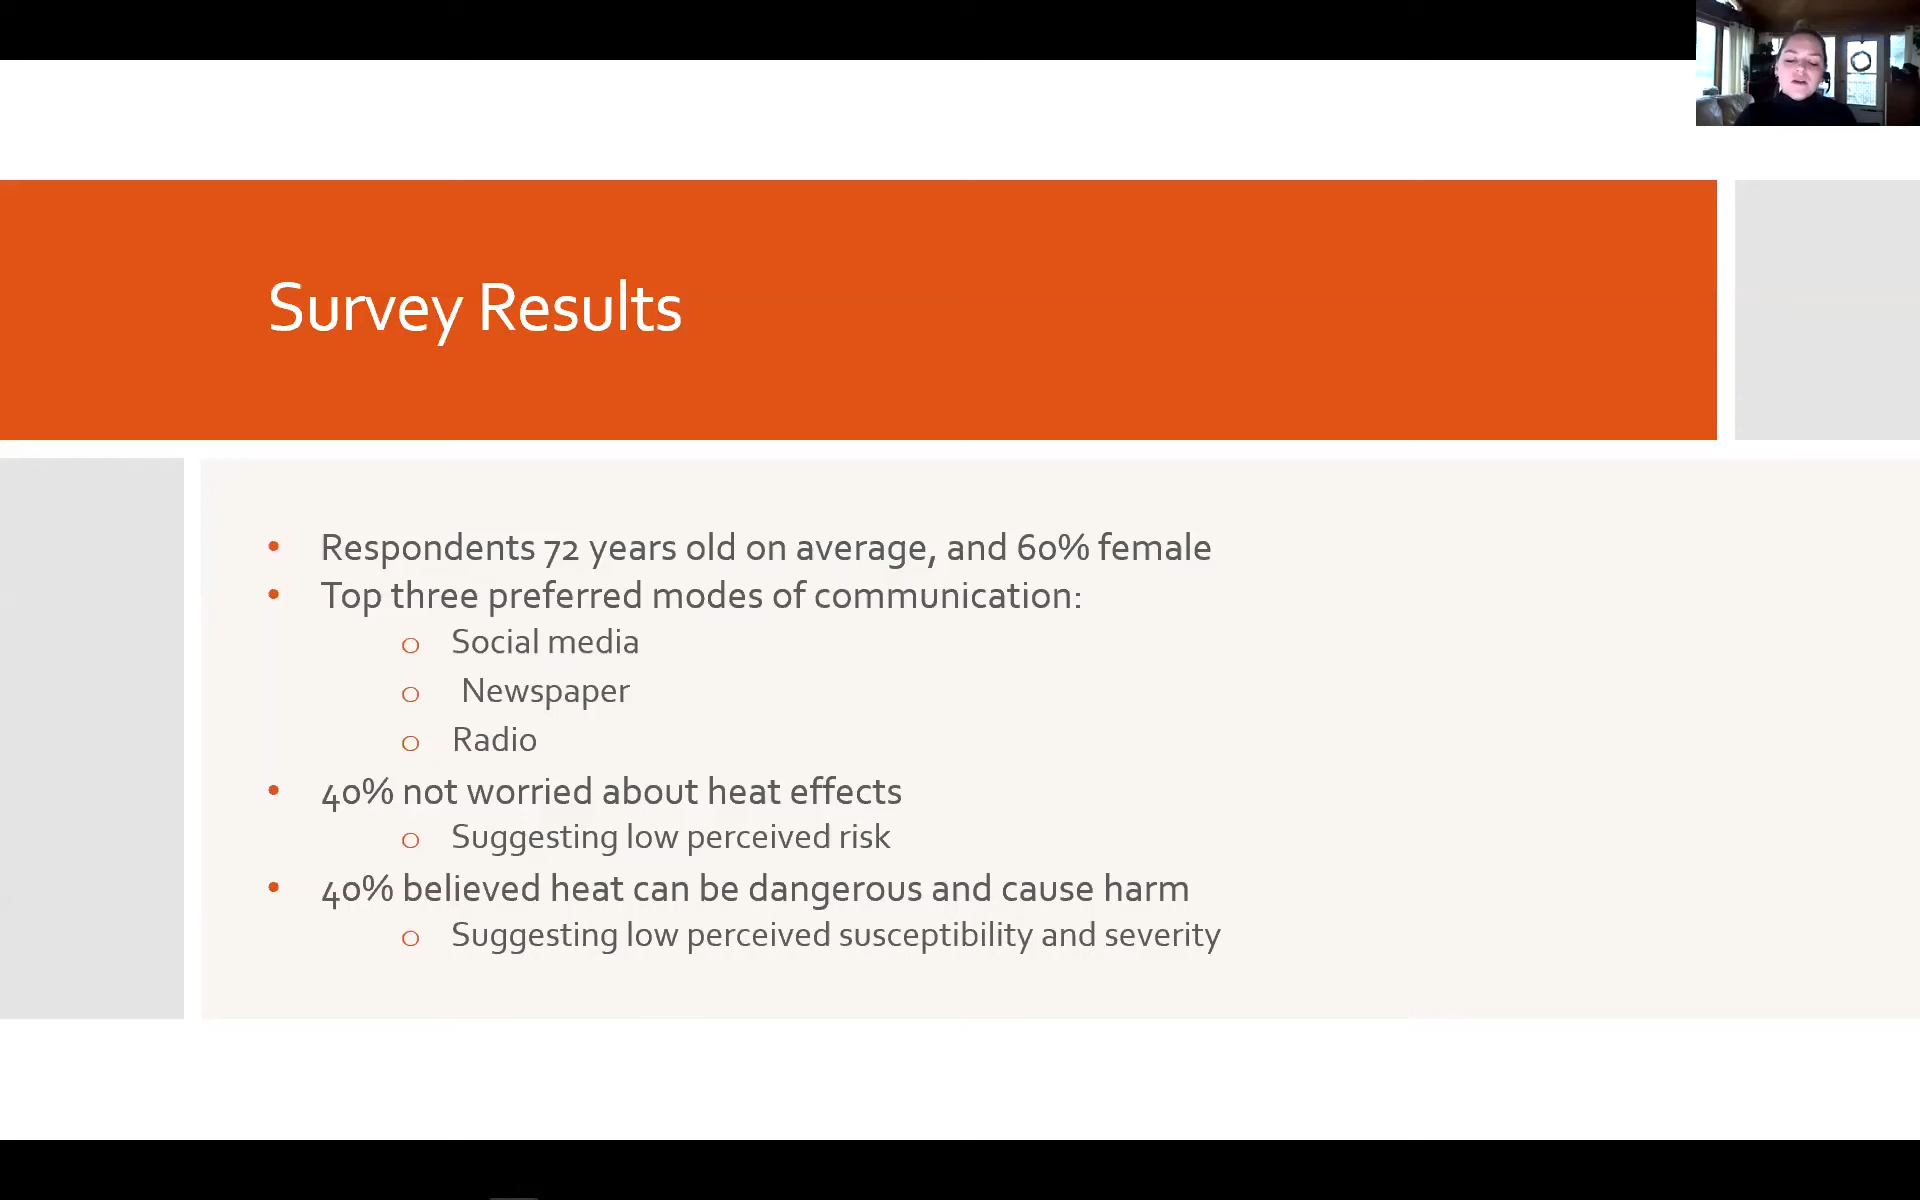 Survey Results
• Respondents 72 years old on average, and 60% female
• Top three preferred modes of communication:
o Social media
o Newspaper
o Radio
• 40% not worried about heat effects
o Suggesting low perceived risk
• 40% believed heat can be dangerous and cause harm
o Suggesting low perceived susceptibility and severity